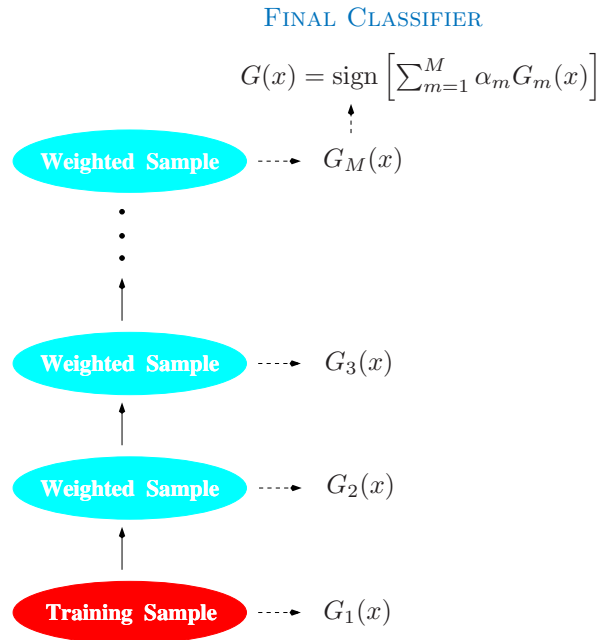 FINAL CLASSIFIER
G(x) = sign [∑_{m=1}^{M} α_m G_m(x)]
Weighted Sample G_M(x)
Weighted Sample G_3(x)
Weighted Sample G_2(x)
Training Sample G_1(x)